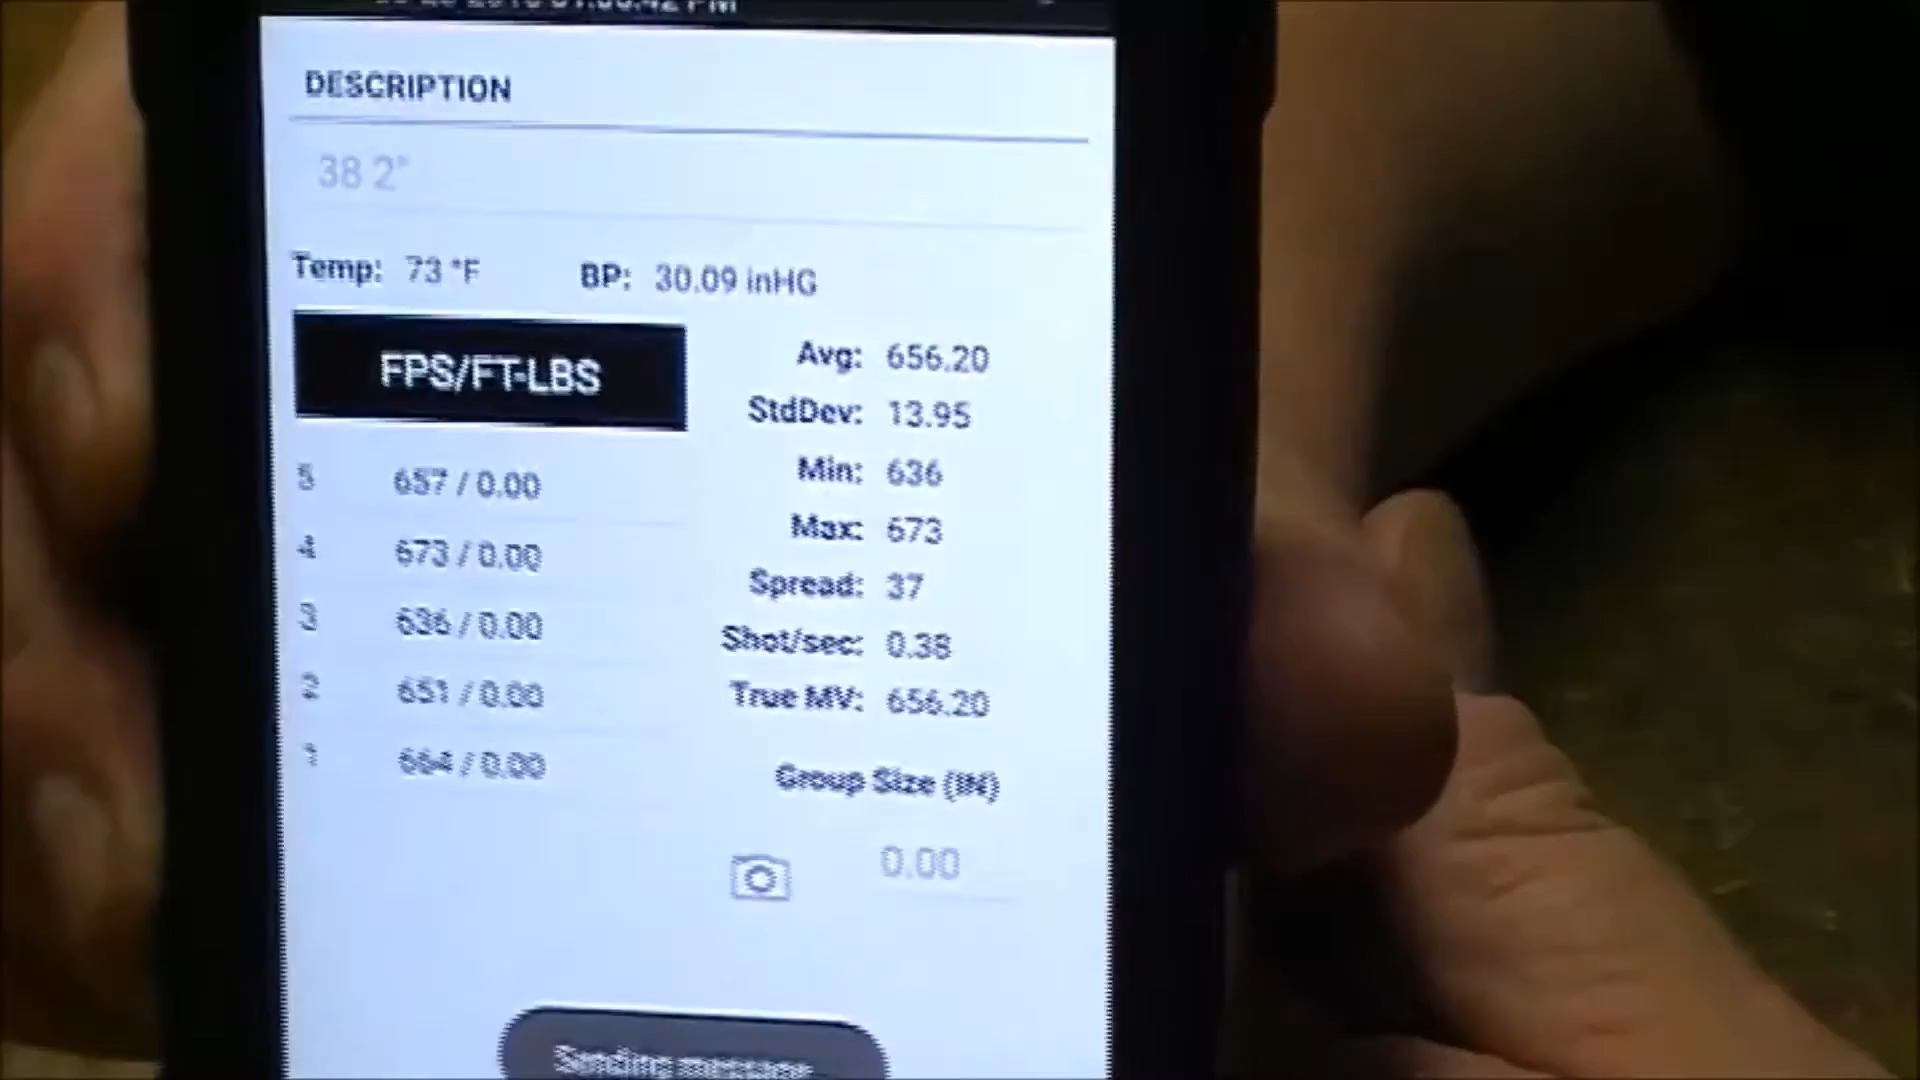 DESCRIPTION
38 2"
Temp: 73 °F BP: 30.09 inHG
FPS/FT-LBS
Avg: 656.20
StdDev: 13.95
Min: 636
Max: 673
Spread: 37
Shot/sec: 0.38
True MV: 656.20
5 657 / 0.00
4 673 / 0.00
3 636 / 0.00
2 651 / 0.00
1 664 / 0.00
Group Size (IN)
0.00
Sending message